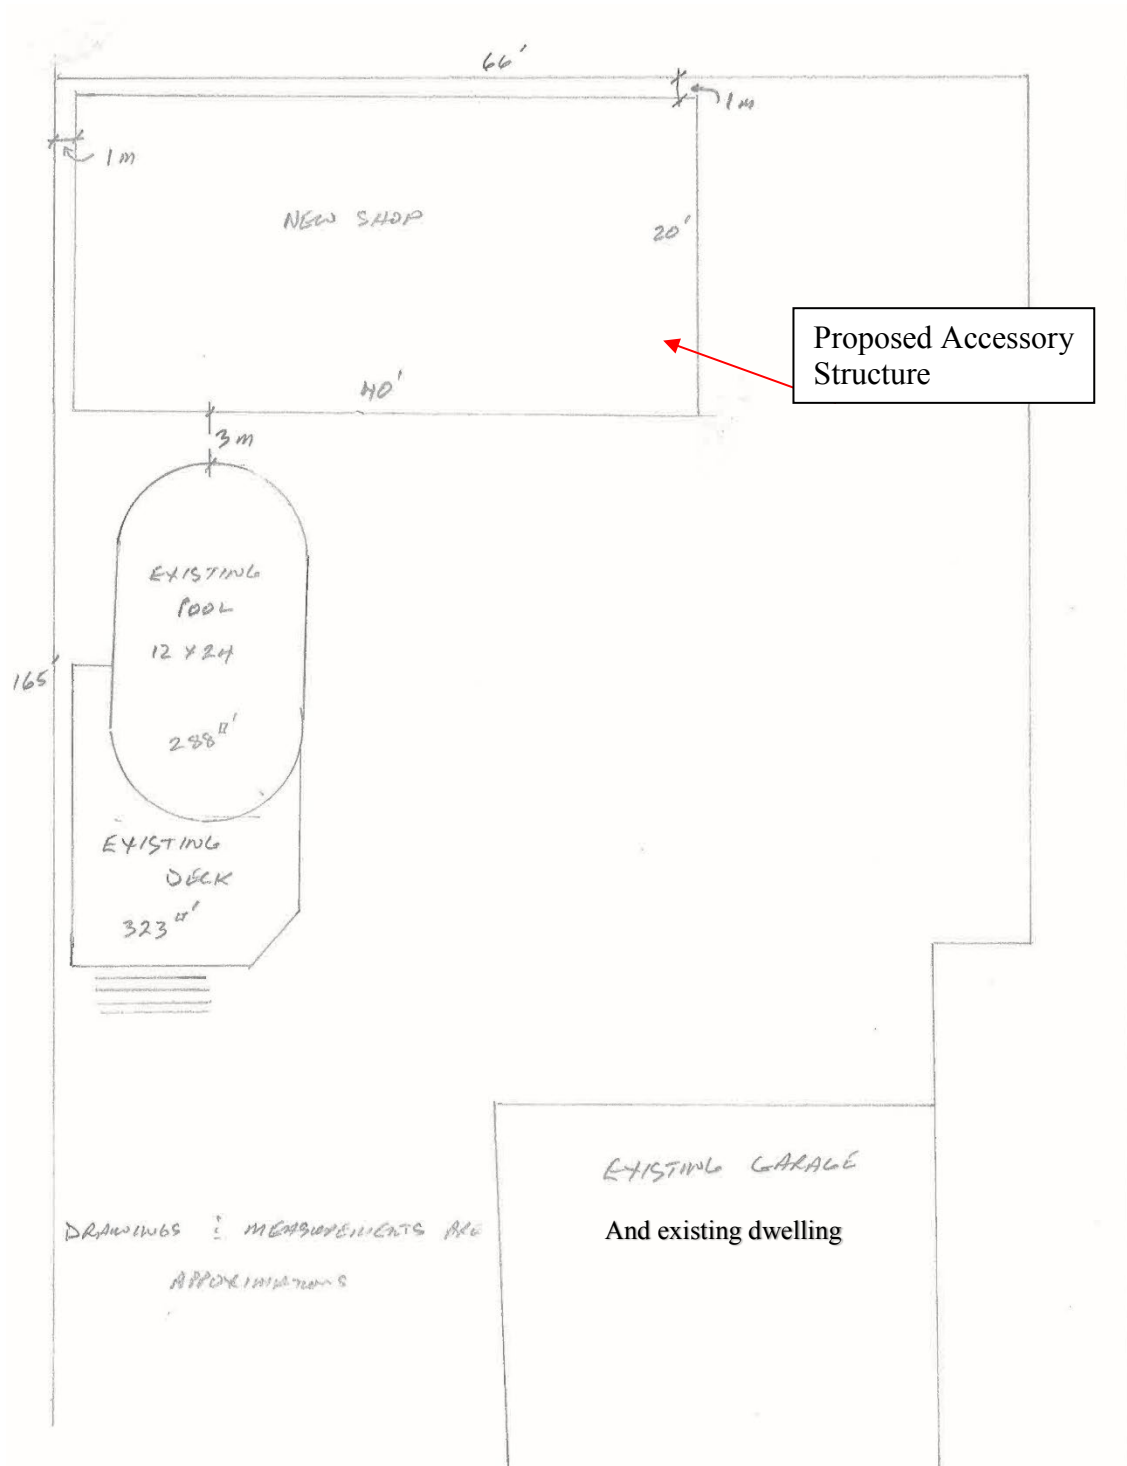 66'
1m
1m
NEW SHOP
20'
Proposed Accessory
Structure
40'
3m
EXISTING
POOL
12 x 24
165'
288□'
EXISTING
DECK
323□'
EXISTING GARAGE
And existing dwelling
DRAWINGS & MEASUREMENTS ARE
APPROXIMATIONS